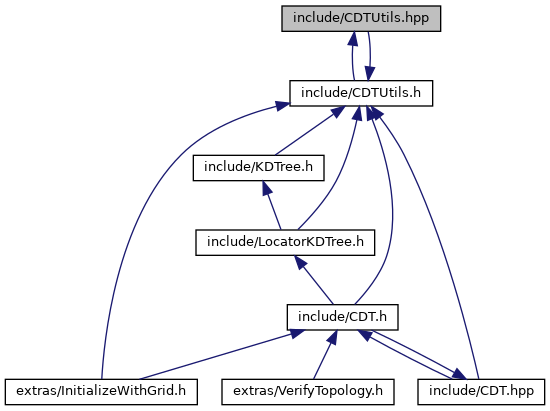 include/CDTUtils.hpp
include/CDTUtils.h
include/KDTree.h
include/LocatorKDTree.h
include/CDT.h
extras/InitializeWithGrid.h
extras/VerifyTopology.h
include/CDT.hpp